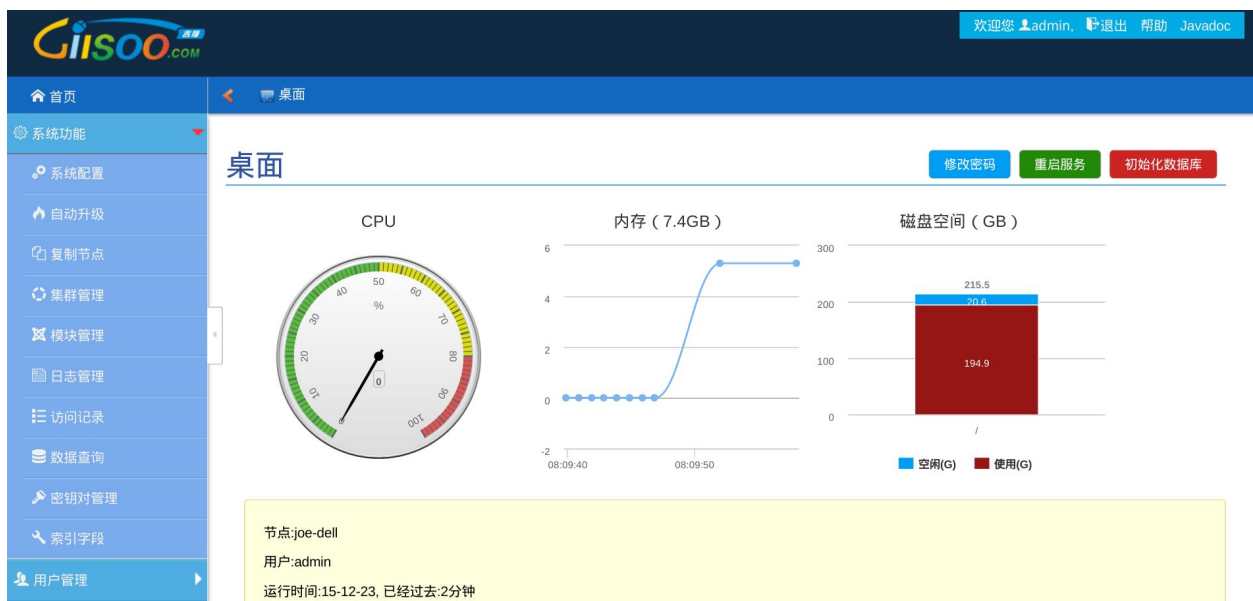 Giisoo.com 吉搜
欢迎您 admin, 退出 帮助 Javadoc
首页
桌面
系统功能
系统配置
自动升级
复制节点
集群管理
模块管理
日志管理
访问记录
数据查询
密钥对管理
索引字段
用户管理
桌面
修改密码 重启服务 初始化数据库
CPU
10 20 30 40 50 60 70 80 90 100
%
0
内存（7.4GB）
6
4
2
0
-2
08:09:40 08:09:50
磁盘空间（GB）
300
200
100
0
215.5
20.6
194.9
/
空闲(G) 使用(G)
节点:joe-dell
用户:admin
运行时间:15-12-23, 已经过去:2分钟